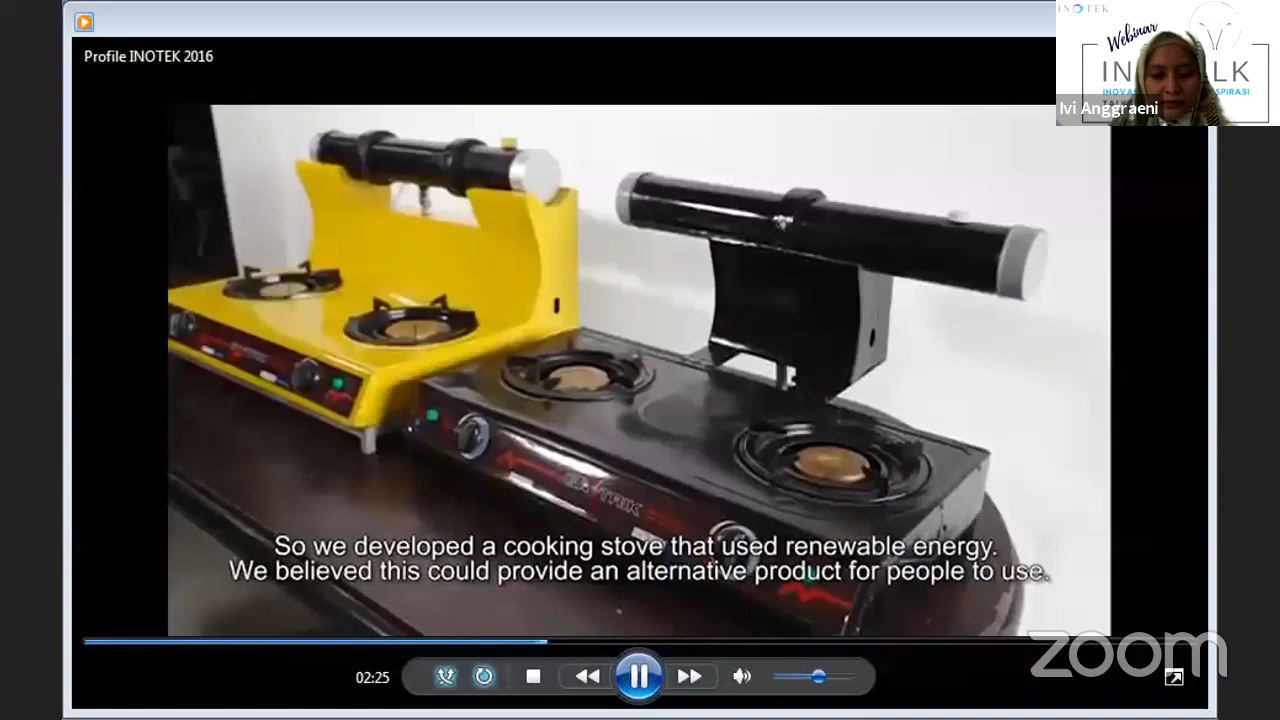 Profile INOTEK 2016
INOTEK
Webinar
Ivi Anggraeni
So we developed a cooking stove that used renewable energy.
We believed this could provide an alternative product for people to use.
02:25
zoom